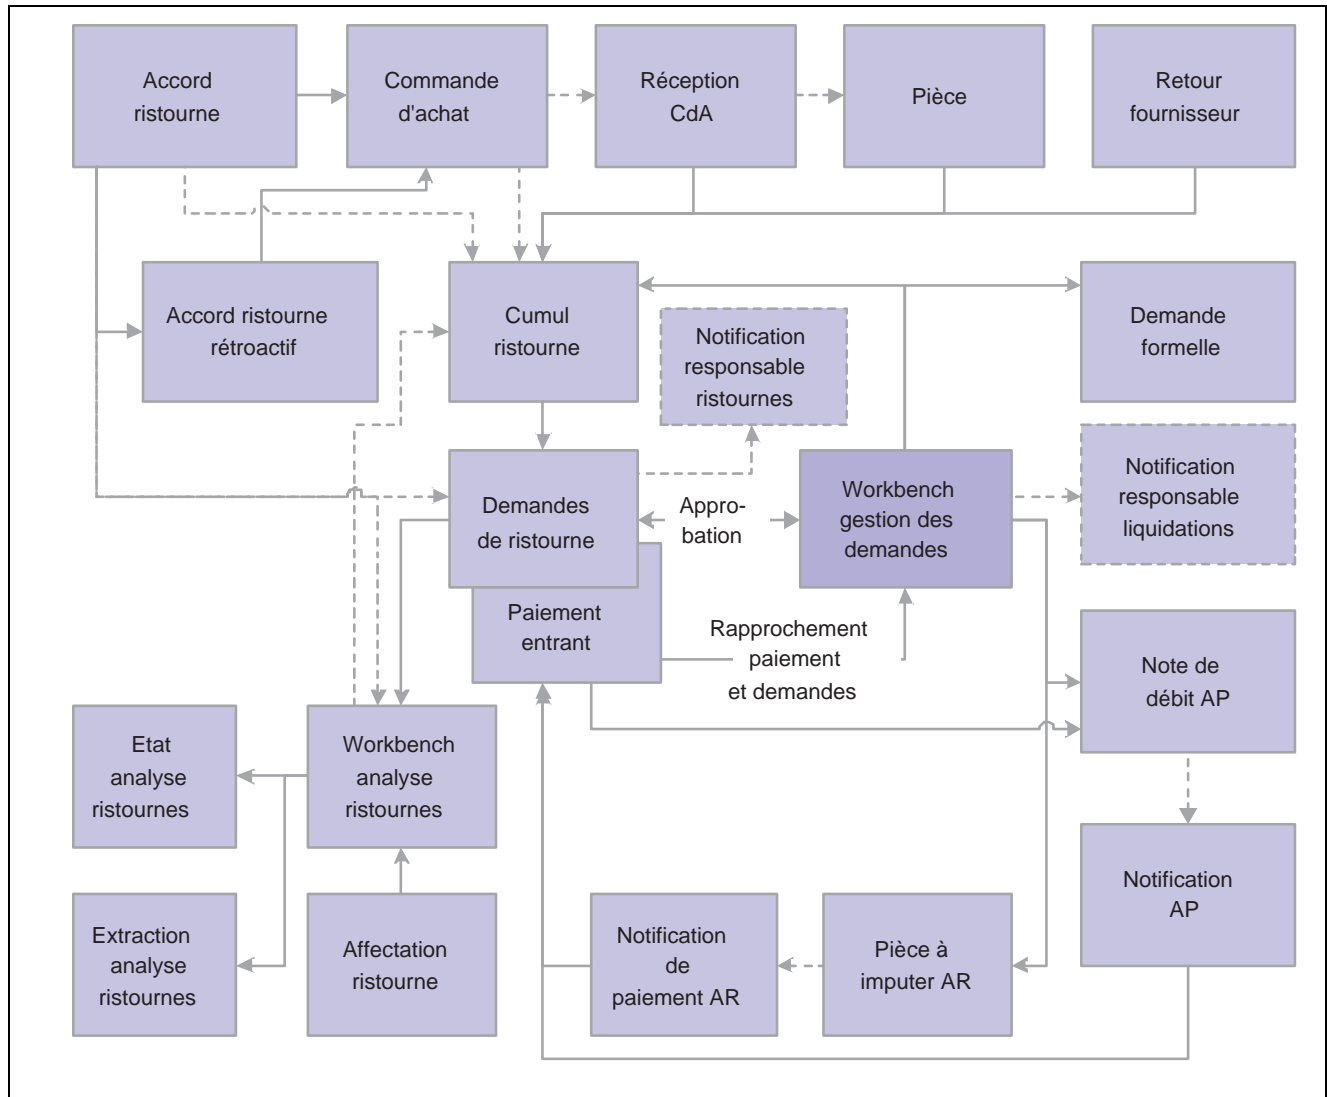 Accord
ristourne
Commande
d'achat
Réception
CdA
Pièce
Retour
fournisseur
Accord ristourne
rétroactif
Cumul
ristourne
Notification
responsable
ristournes
Demande
formelle
Demandes
de ristourne
Appro-
bation
Workbench
gestion des
demandes
Notification
responsable
liquidations
Paiement
entrant
Rapprochement
paiement
et demandes
Note de
débit AP
Etat
analyse
ristournes
Workbench
analyse
ristournes
Notification
AP
Extraction
analyse
ristournes
Affectation
ristourne
Notification
de
paiement AR
Pièce à
imputer AR